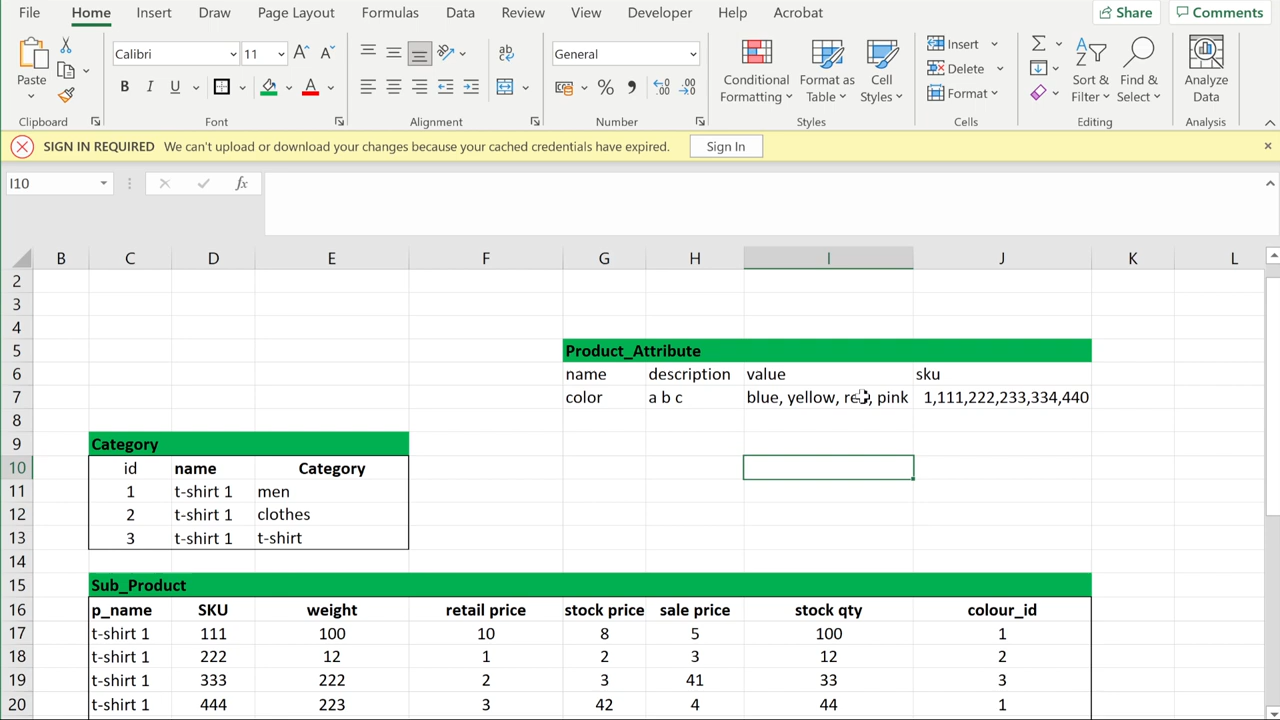 File Home Insert Draw Page Layout Formulas Data Review View Developer Help Acrobat Share Comments
Paste
Calibri 11
B I U A
ab
General
% 9
Conditional Formatting
Format as Table
Cell Styles
Insert
Delete
Format
Sort & Filter
Find & Select
Analyze Data
Clipboard Font Alignment Number Styles Cells Editing Analysis
SIGN IN REQUIRED We can't upload or download your changes because your cached credentials have expired. Sign In
I10 fx
B C D E F G H I J K L
2
3
4
5 Product_Attribute
6 name description value sku
7 color a b c blue, yellow, red, pink 1,111,222,233,334,440
8
9 Category
10 id name Category
11 1 t-shirt 1 men
12 2 t-shirt 1 clothes
13 3 t-shirt 1 t-shirt
14
15 Sub_Product
16 p_name SKU weight retail price stock price sale price stock qty colour_id
17 t-shirt 1 111 100 10 8 5 100 1
18 t-shirt 1 222 12 1 2 3 12 2
19 t-shirt 1 333 222 2 3 41 33 3
20 t-shirt 1 444 223 3 42 4 44 1